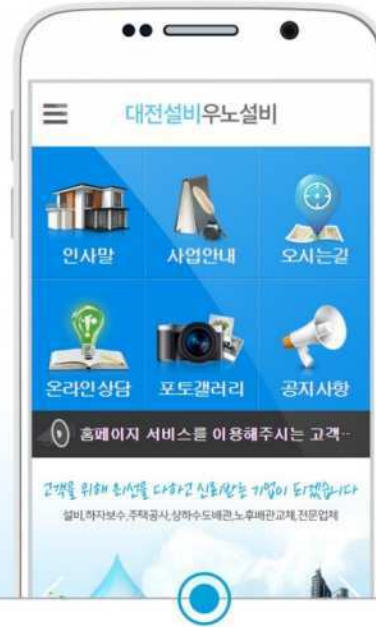 대전설비우노설비
인사말 사업안내 오시는길
온라인상담 포토갤러리 공지사항
홈페이지 서비스를 이용해주시는 고객··
고객을 위해 최선을 다하고 신뢰받는 기업이 되겠습니다
설비,하자보수,주택공사,상하수도배관,노후배관교체,전문업체